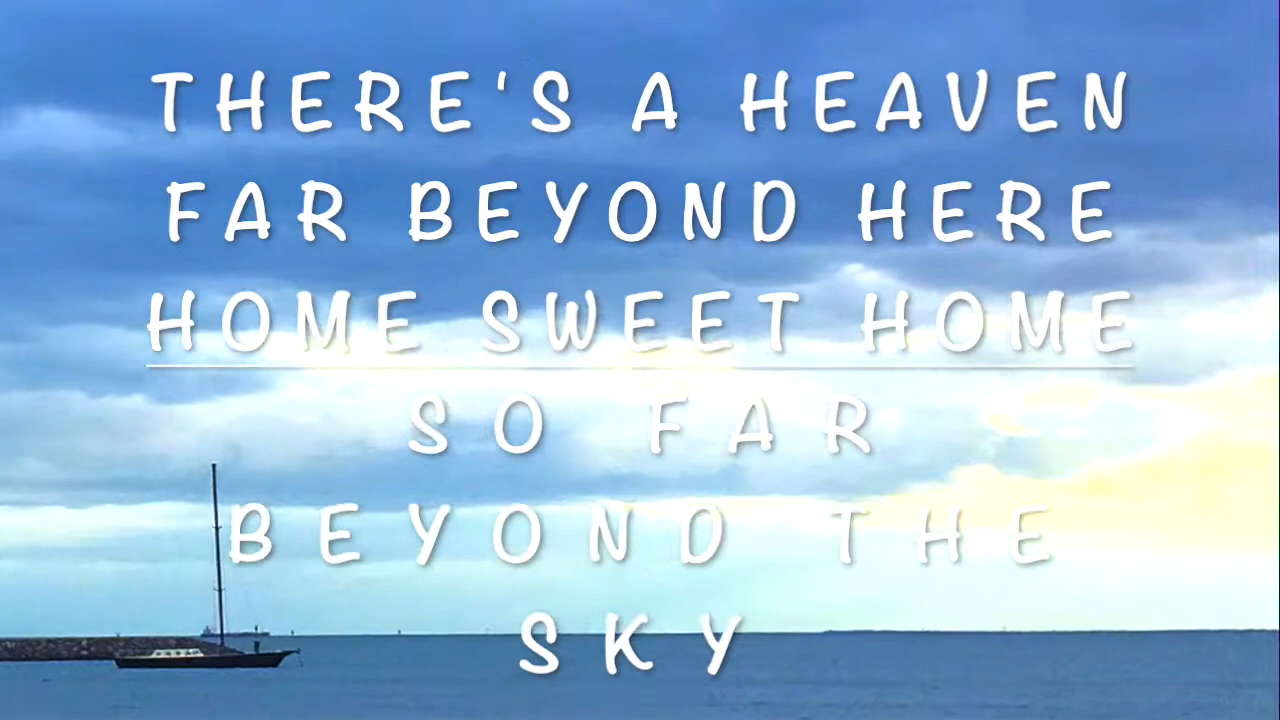 THERE'S A HEAVEN
FAR BEYOND HERE
HOME SWEET HOME
SO FAR
BEYOND THE
SKY